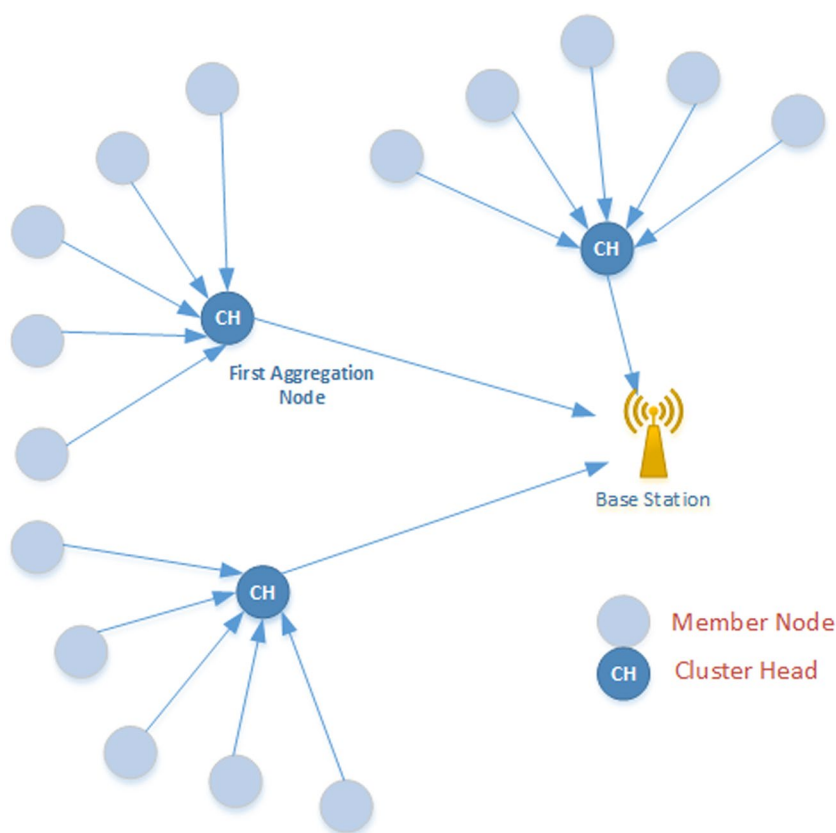 CH
CH
First Aggregation
Node
Base Station
CH
Member Node
CH
Cluster Head